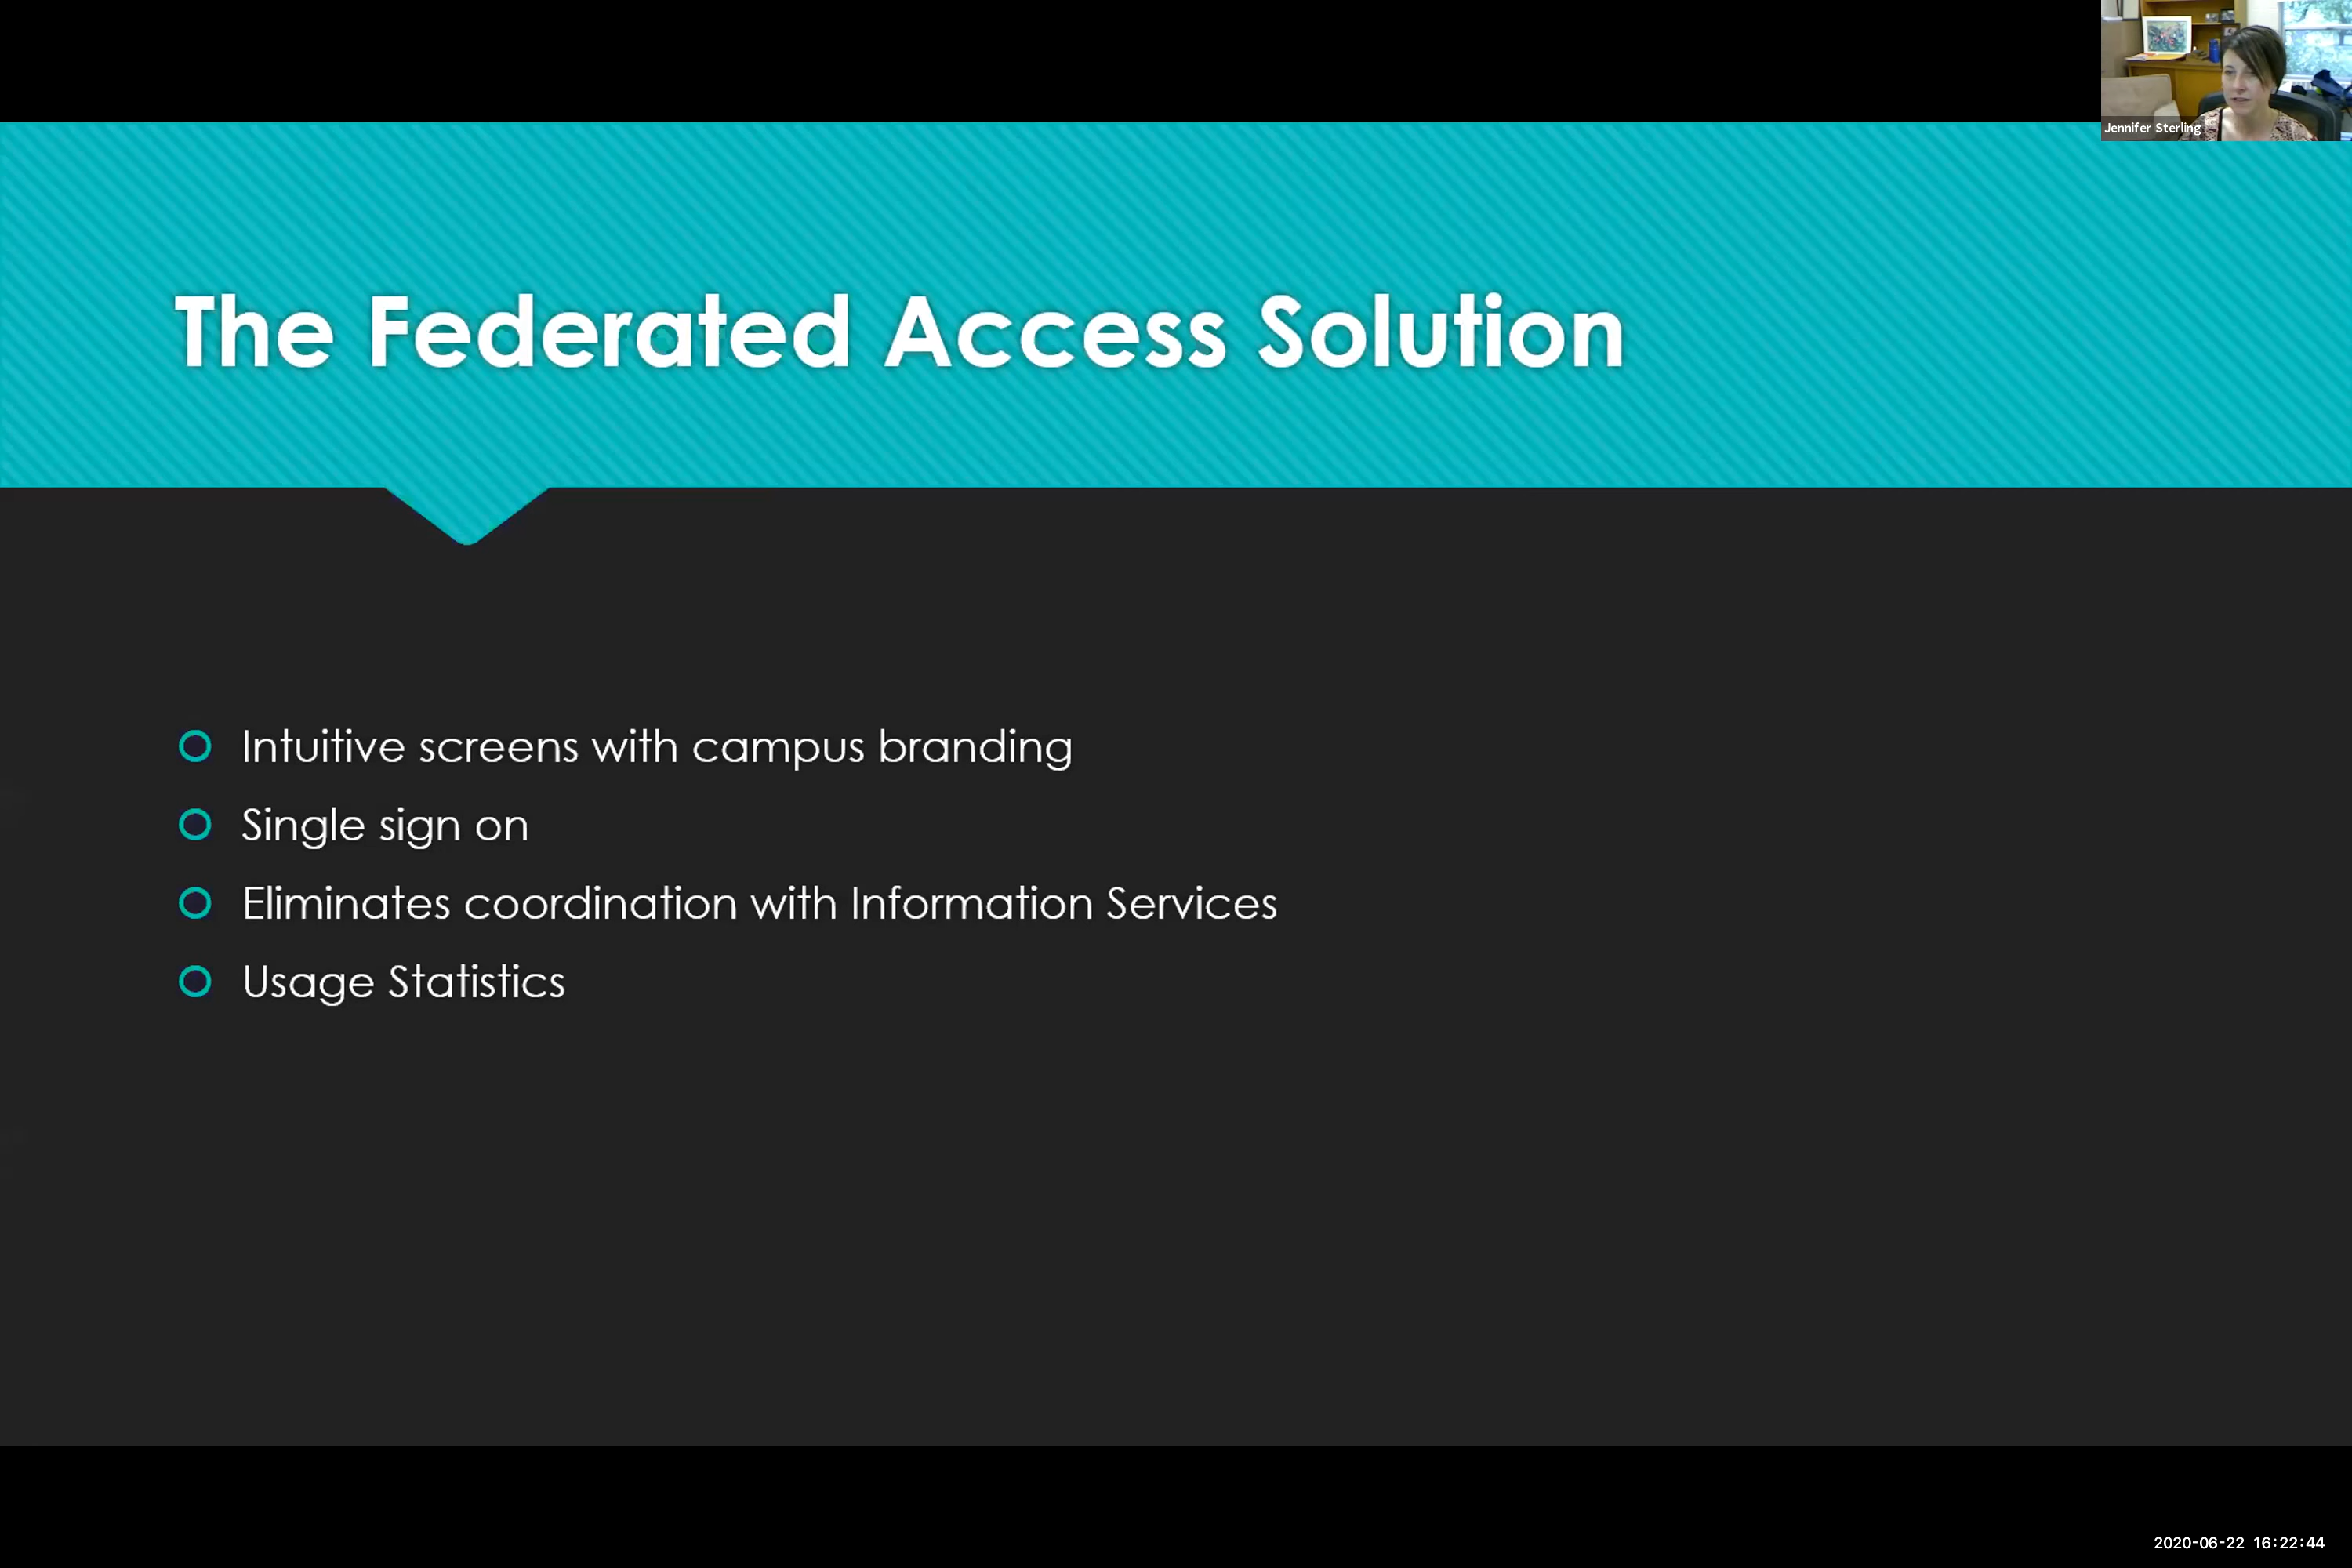 Jennifer Sterling
The Federated Access Solution
Intuitive screens with campus branding
Single sign on
Eliminates coordination with Information Services
Usage Statistics
2020-06-22 16:22:44